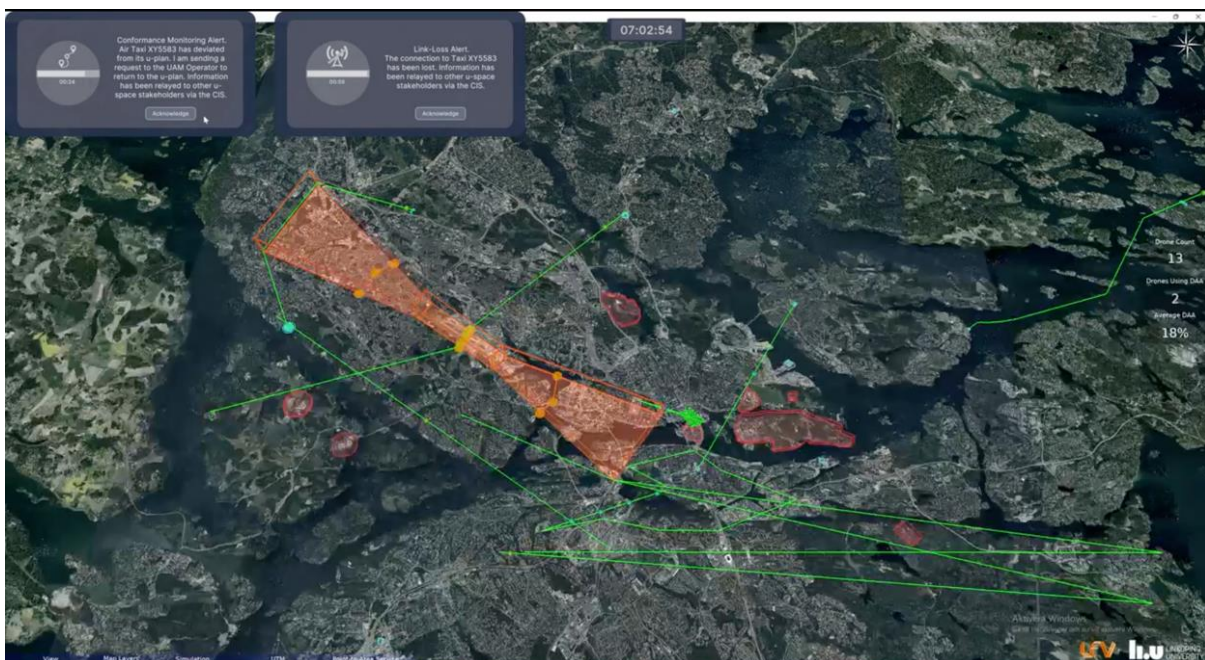 Conformance Monitoring Alert.
Air Taxi XY5583 has deviated
from its u-plan. I am sending a
request to the UAM Operator to
return to the u-plan. Information
has been relayed to other u-
space stakeholders via the CIS.
00:04
Acknowledge
Link-Loss Alert.
The connection to Taxi XY5583
has been lost. Information has
been relayed to other u-space
stakeholders via the CIS.
Acknowledge
07:02:54
Drone Count
13
Drones Using DAA
2
Average DAA
18%
Aktivera Windows
LFV
li.u LINKÖPING
UNIVERSITY
View
Map Layers
Simulation
UTM